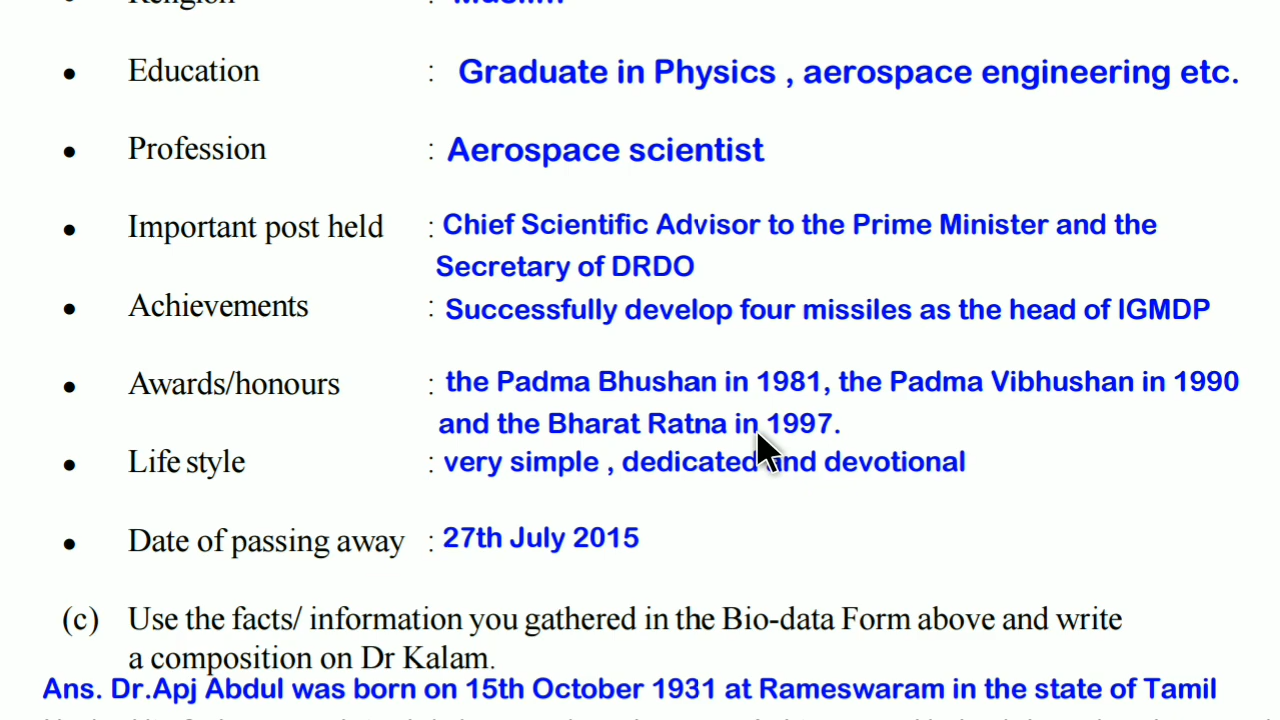 • Religion : Muslim
• Education : Graduate in Physics , aerospace engineering etc.
• Profession : Aerospace scientist
• Important post held : Chief Scientific Advisor to the Prime Minister and the
Secretary of DRDO
• Achievements : Successfully develop four missiles as the head of IGMDP
• Awards/honours : the Padma Bhushan in 1981, the Padma Vibhushan in 1990
and the Bharat Ratna in 1997.
• Life style : very simple , dedicated and devotional
• Date of passing away : 27th July 2015
(c) Use the facts/ information you gathered in the Bio-data Form above and write
a composition on Dr Kalam.
Ans. Dr.Apj Abdul was born on 15th October 1931 at Rameswaram in the state of Tamil